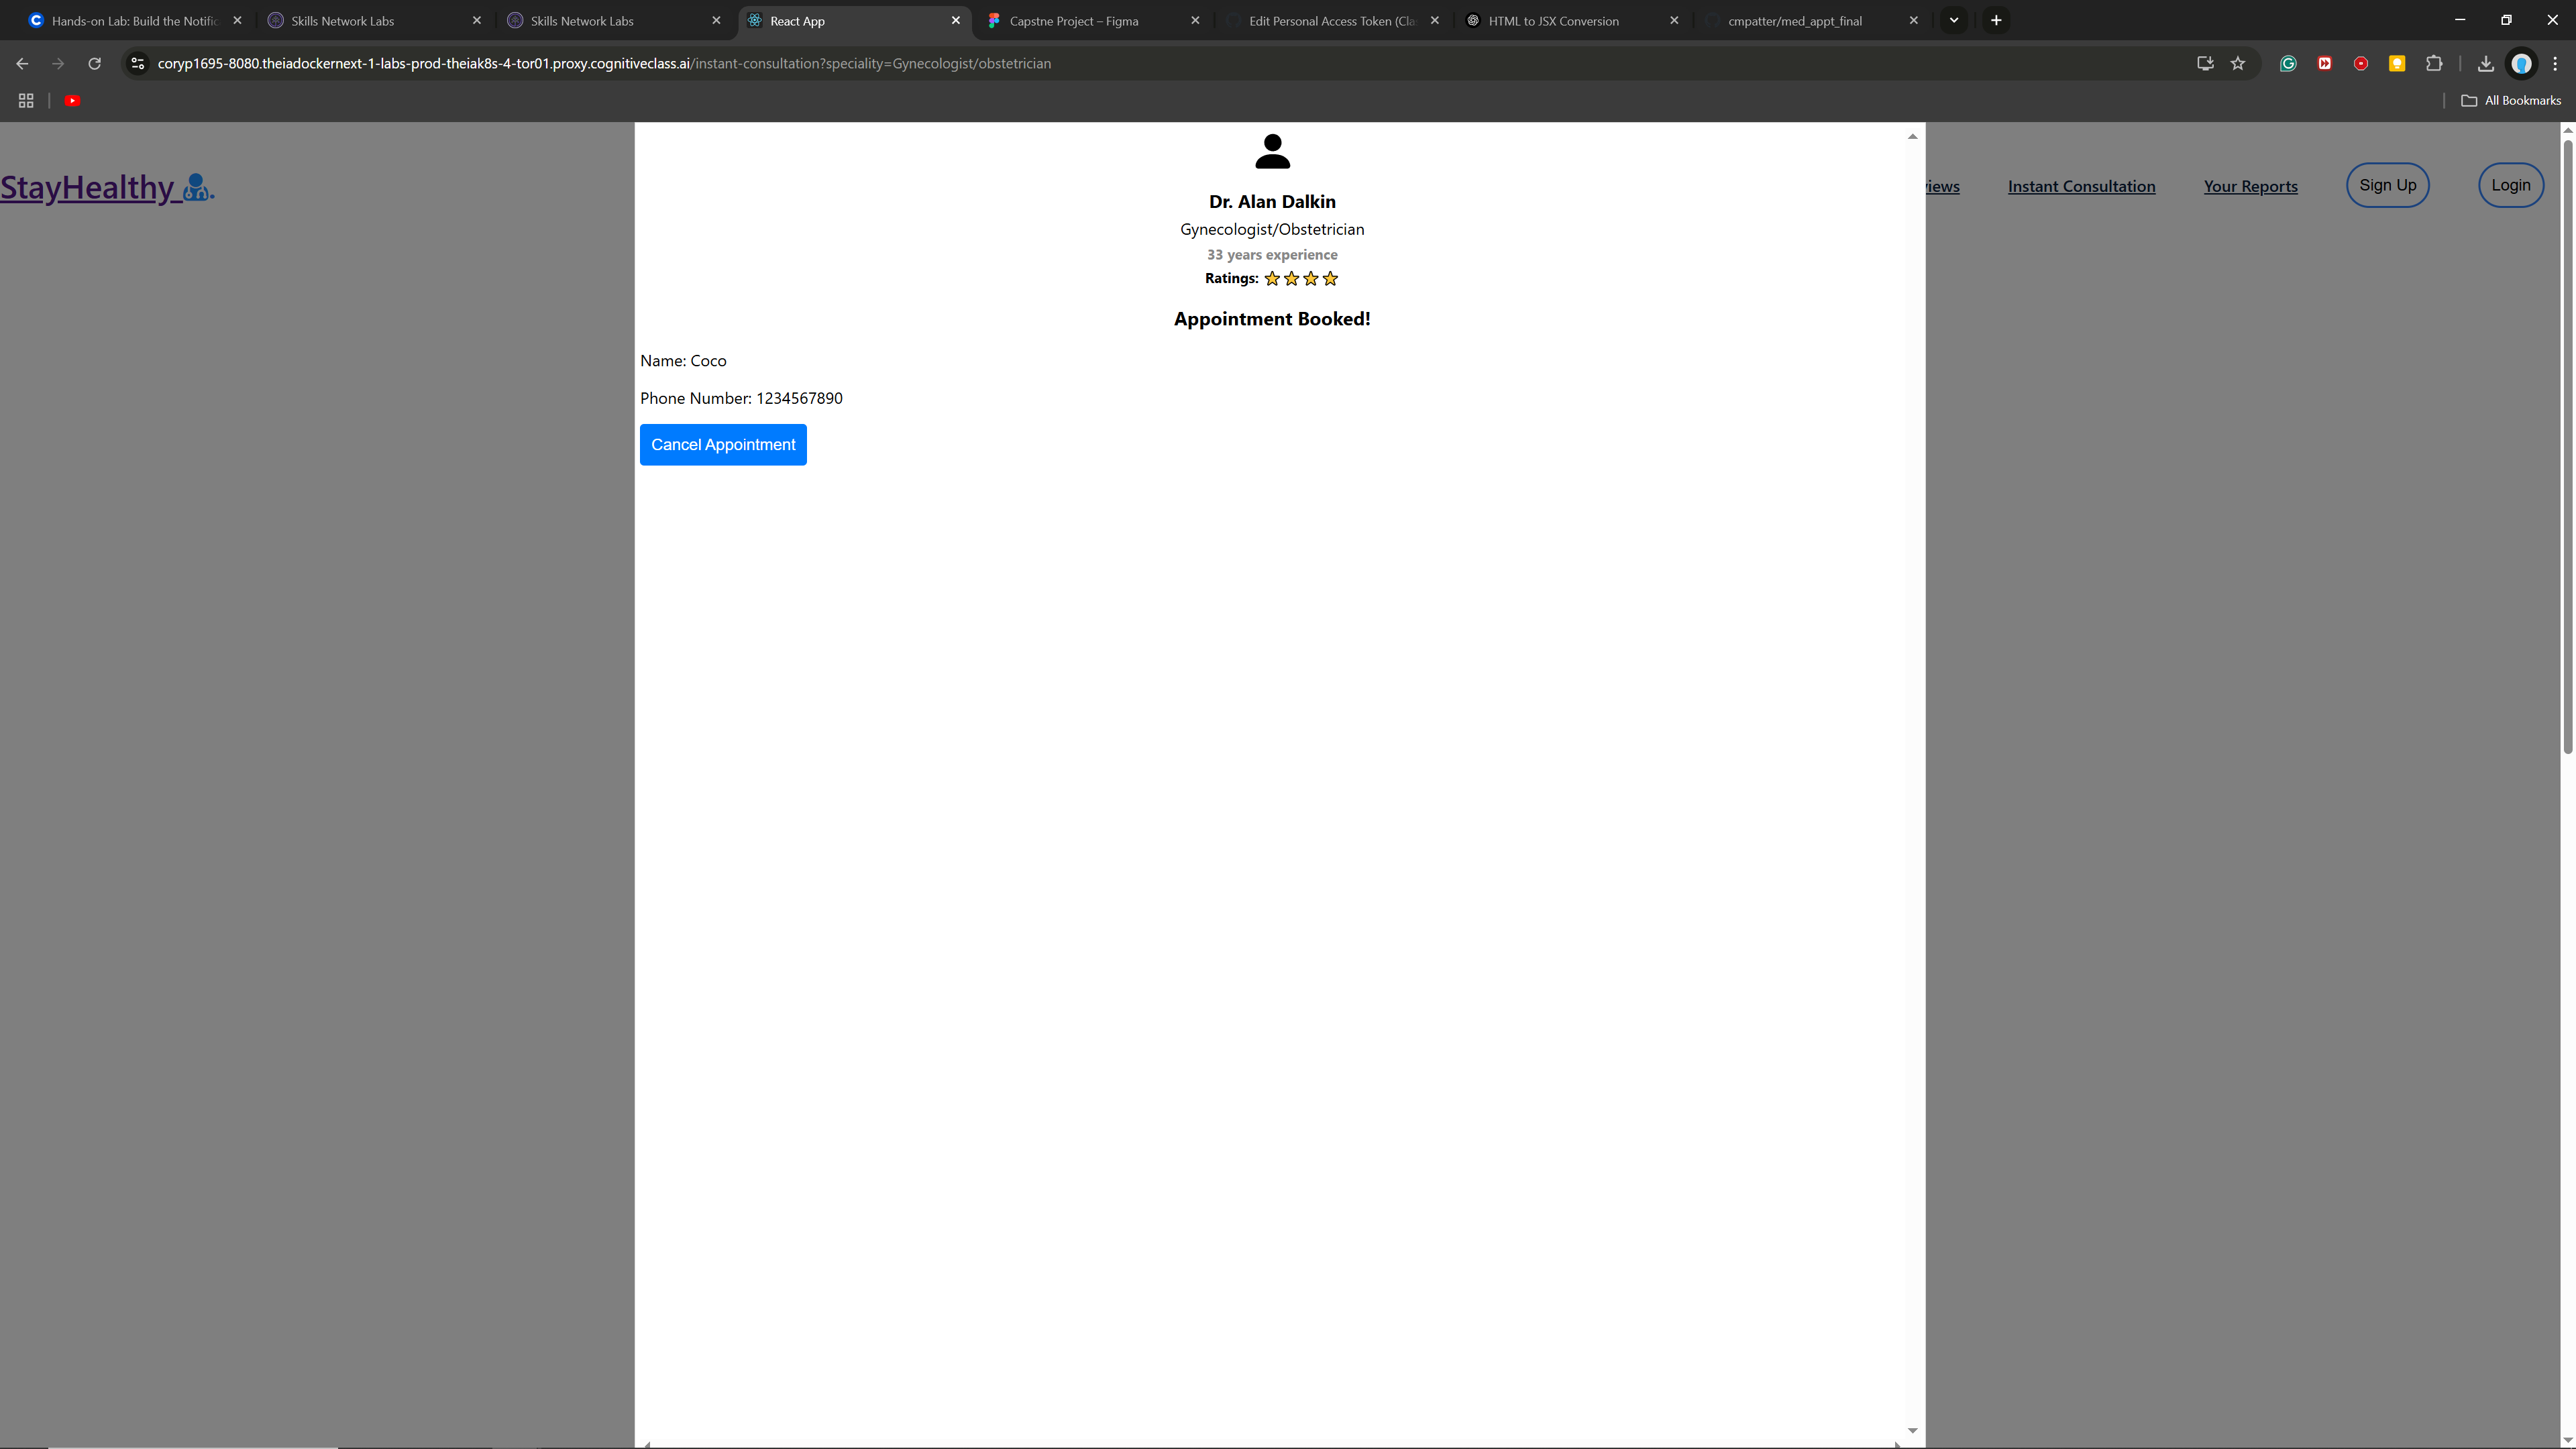 Hands-on Lab: Build the Notific
Skills Network Labs
Skills Network Labs
React App
Capstne Project – Figma
Edit Personal Access Token (Cla
HTML to JSX Conversion
cmpatter/med_appt_final
coryp1695-8080.theiadockernext-1-labs-prod-theiak8s-4-tor01.proxy.cognitiveclass.ai/instant-consultation?speciality=Gynecologist/obstetrician
All Bookmarks
StayHealthy .
views
Instant Consultation
Your Reports
Sign Up
Login
Dr. Alan Dalkin
Gynecologist/Obstetrician
33 years experience
Ratings:
Appointment Booked!
Name: Coco
Phone Number: 1234567890
Cancel Appointment